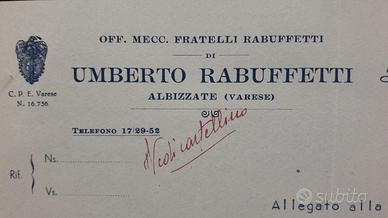 OFF. MECC. FRATELLI RABUFFETTI
DI
UMBERTO RABUFFETTI
ALBIZZATE (VARESE)
C. P. E. Varese
N. 16.756
TELEFONO 17/29-52
Rif.
Ns.
Vs.
Allegato alla
subito